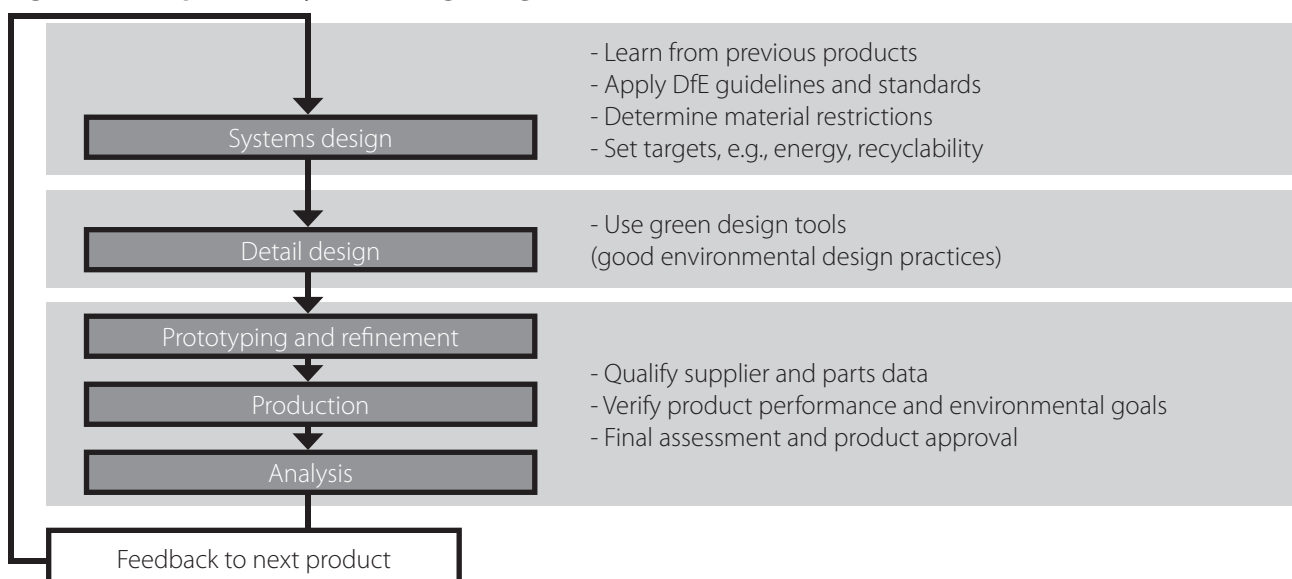 - Learn from previous products
- Apply DfE guidelines and standards
- Determine material restrictions
- Set targets, e.g., energy, recyclability
Systems design
- Use green design tools
(good environmental design practices)
Detail design
Prototyping and refinement
Production
Analysis
- Qualify supplier and parts data
- Verify product performance and environmental goals
- Final assessment and product approval
Feedback to next product